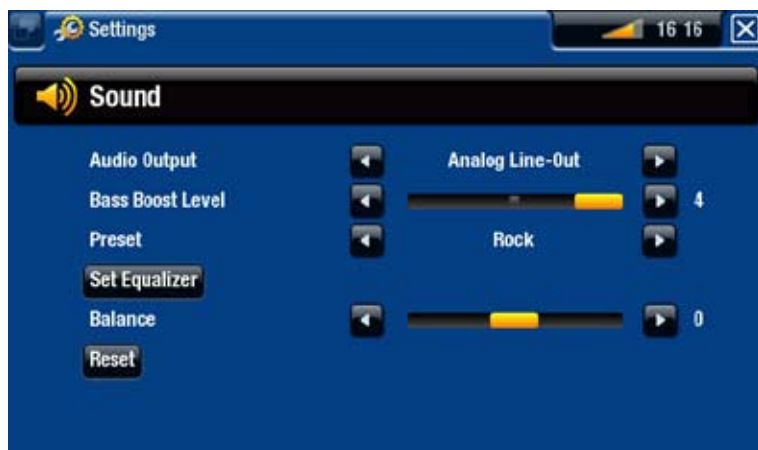 Settings 16 16
Sound
Audio Output Analog Line-Out
Bass Boost Level 4
Preset Rock
Set Equalizer
Balance 0
Reset